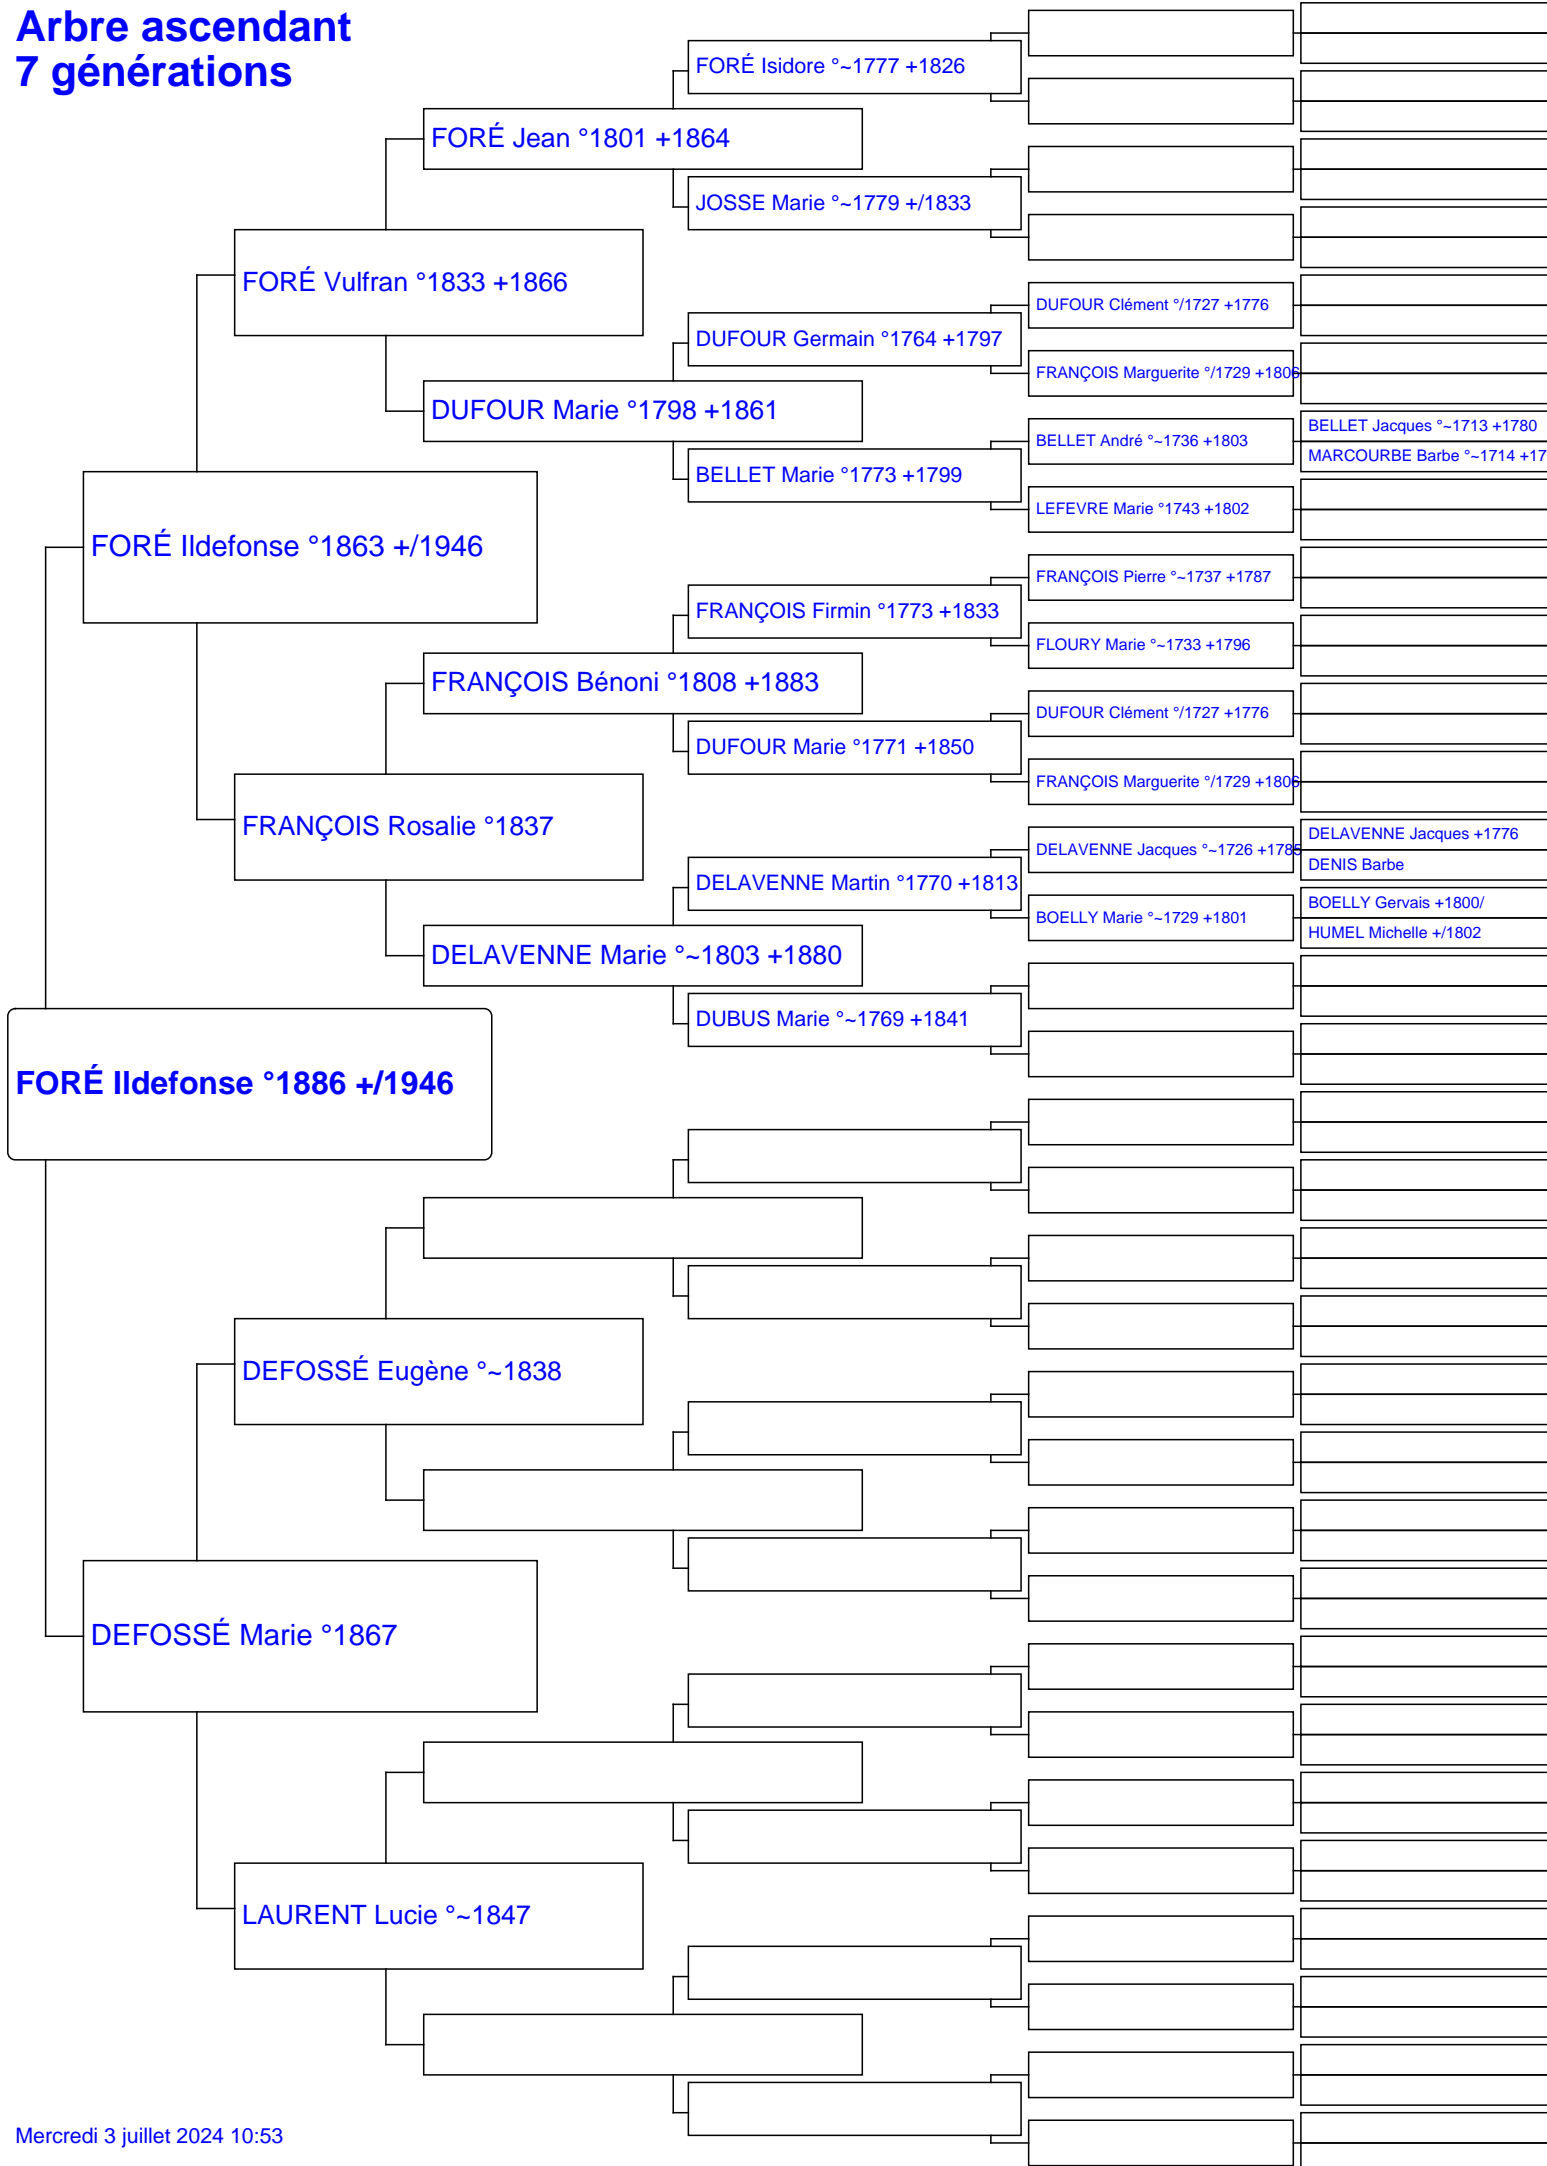 Arbre ascendant
7 générations
FORÉ Isidore °~1777 +1826
FORÉ Jean °1801 +1864
JOSSE Marie °~1779 +/1833
FORÉ Vulfran °1833 +1866
DUFOUR Clément °/1727 +1776
DUFOUR Germain °1764 +1797
FRANÇOIS Marguerite °/1729 +1806
DUFOUR Marie °1798 +1861
BELLET Jacques °~1713 +1780
BELLET André °~1736 +1803
MARCOURBE Barbe °~1714 +17
BELLET Marie °1773 +1799
LEFEVRE Marie °1743 +1802
FORÉ Ildefonse °1863 +/1946
FRANÇOIS Pierre °~1737 +1787
FRANÇOIS Firmin °1773 +1833
FLOURY Marie °~1733 +1796
FRANÇOIS Bénoni °1808 +1883
DUFOUR Clément °/1727 +1776
DUFOUR Marie °1771 +1850
FRANÇOIS Marguerite °/1729 +1806
FRANÇOIS Rosalie °1837
DELAVENNE Jacques +1776
DELAVENNE Jacques °~1726 +1785
DENIS Barbe
DELAVENNE Martin °1770 +1813
BOELLY Gervais +1800/
BOELLY Marie °~1729 +1801
HUMEL Michelle +/1802
DELAVENNE Marie °~1803 +1880
DUBUS Marie °~1769 +1841
FORÉ Ildefonse °1886 +/1946
DEFOSSÉ Eugène °~1838
DEFOSSÉ Marie °1867
LAURENT Lucie °~1847
Mercredi 3 juillet 2024 10:53